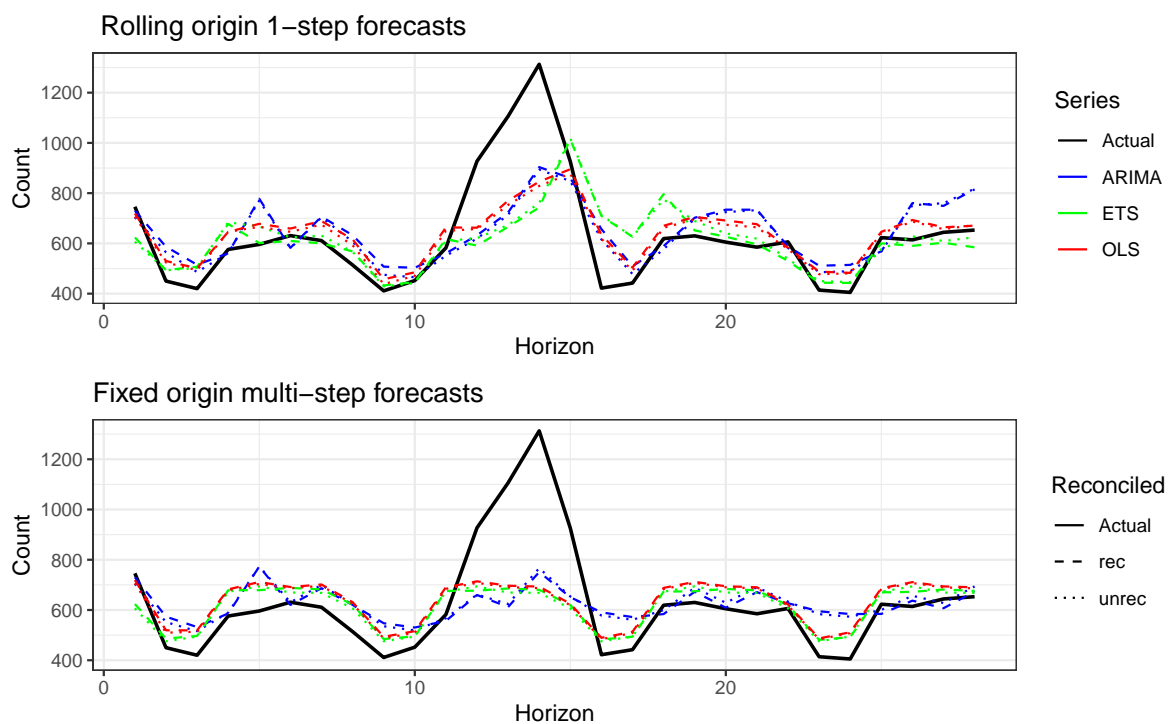 Rolling origin 1−step forecasts
1200
1000
800
600
400
Count
0
10
20
Horizon
Series
Actual
ARIMA
ETS
OLS
Fixed origin multi−step forecasts
1200
1000
800
600
400
Count
0
10
20
Horizon
Reconciled
Actual
rec
unrec